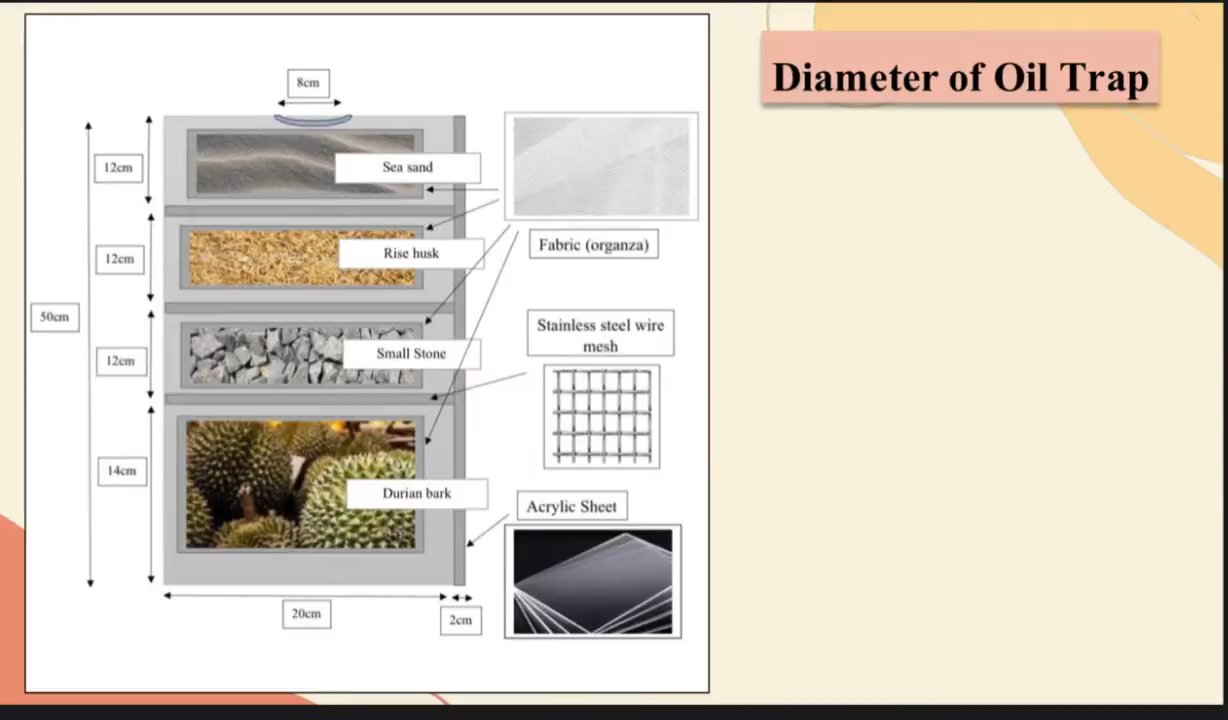 Diameter of Oil Trap
8cm
12cm
Sea sand
12cm
Rise husk
Fabric (organza)
50cm
12cm
Small Stone
Stainless steel wire
mesh
14cm
Durian bark
Acrylic Sheet
20cm
2cm